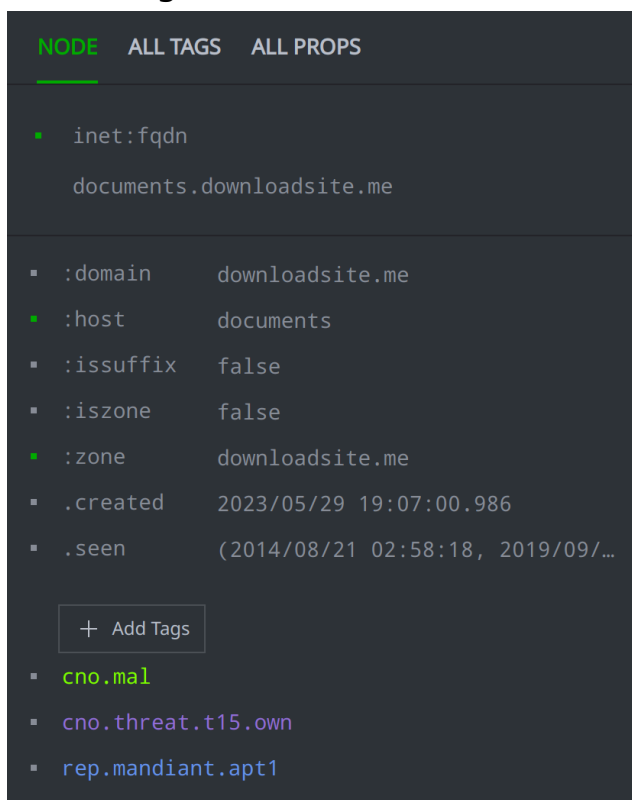 NODE ALL TAGS ALL PROPS
inet:fqdn
documents.downloadsite.me
:domain downloadsite.me
:host documents
:issuffix false
:iszone false
:zone downloadsite.me
.created 2023/05/29 19:07:00.986
.seen (2014/08/21 02:58:18, 2019/09/…
+ Add Tags
cno.mal
cno.threat.t15.own
rep.mandiant.apt1